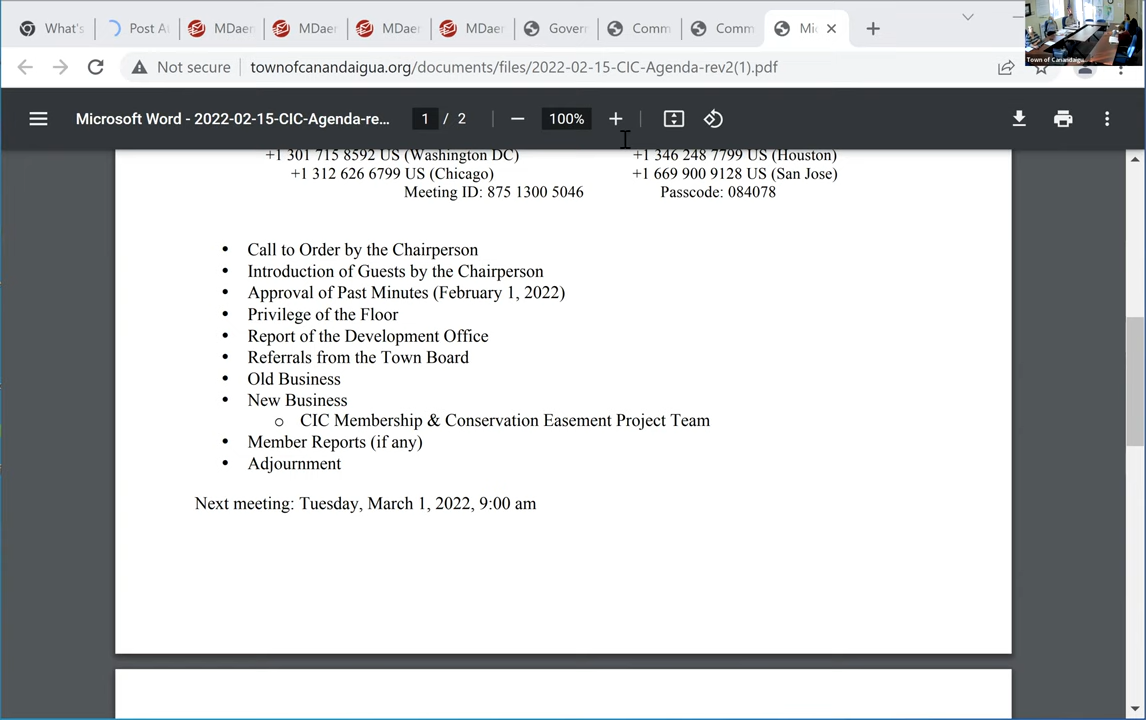 What's
Post A
MDaer
MDaer
MDaer
MDaer
Gover
Comm
Comm
Mic
Not secure
townofcanandaigua.org/documents/files/2022-02-15-CIC-Agenda-rev2(1).pdf
Town of Canandaigu
Microsoft Word - 2022-02-15-CIC-Agenda-re...
1 / 2
100%
+1 301 715 8592 US (Washington DC) +1 346 248 7799 US (Houston)
+1 312 626 6799 US (Chicago) +1 669 900 9128 US (San Jose)
Meeting ID: 875 1300 5046 Passcode: 084078
• Call to Order by the Chairperson
• Introduction of Guests by the Chairperson
• Approval of Past Minutes (February 1, 2022)
• Privilege of the Floor
• Report of the Development Office
• Referrals from the Town Board
• Old Business
• New Business
o CIC Membership & Conservation Easement Project Team
• Member Reports (if any)
• Adjournment
Next meeting: Tuesday, March 1, 2022, 9:00 am